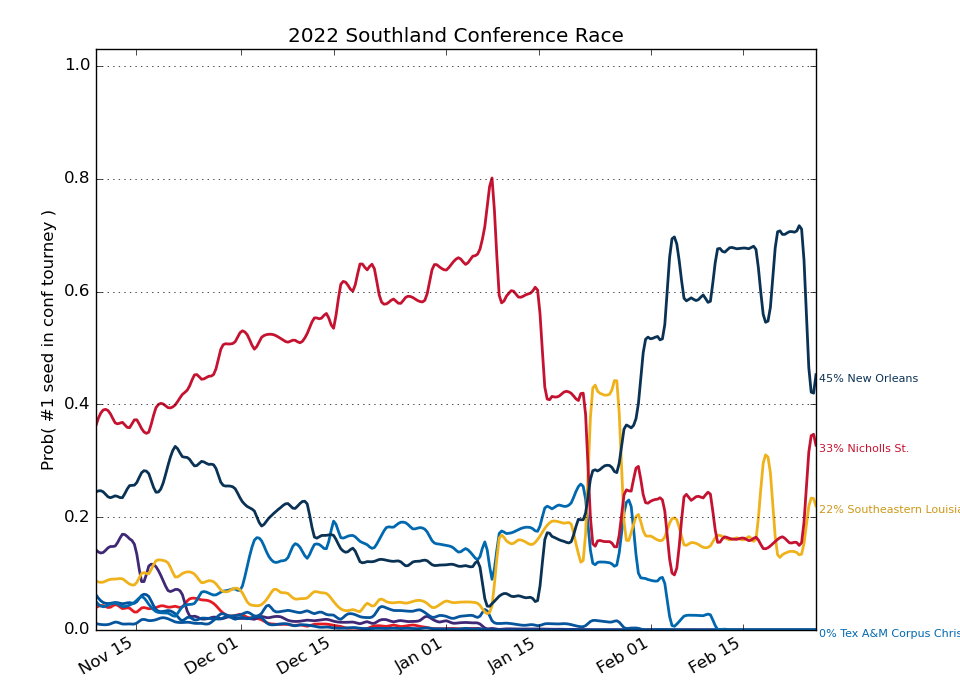 2022 Southland Conference Race
Prob( #1 seed in conf tourney )
1.0
0.8
0.6
0.4
0.2
0.0
Nov 15
Dec 01
Dec 15
Jan 01
Jan 15
Feb 01
Feb 15
45% New Orleans
33% Nicholls St.
22% Southeastern Louisia
0% Tex A&M Corpus Chris